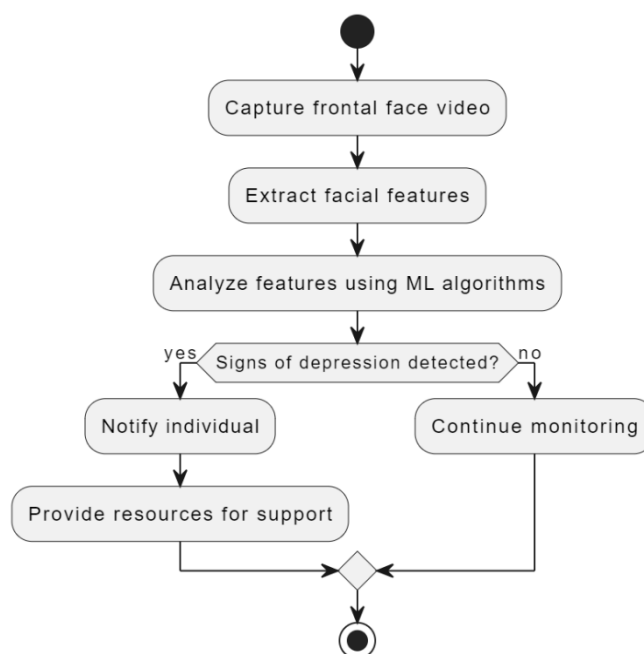 Capture frontal face video
Extract facial features
Analyze features using ML algorithms
yes
Signs of depression detected?
no
Notify individual
Continue monitoring
Provide resources for support